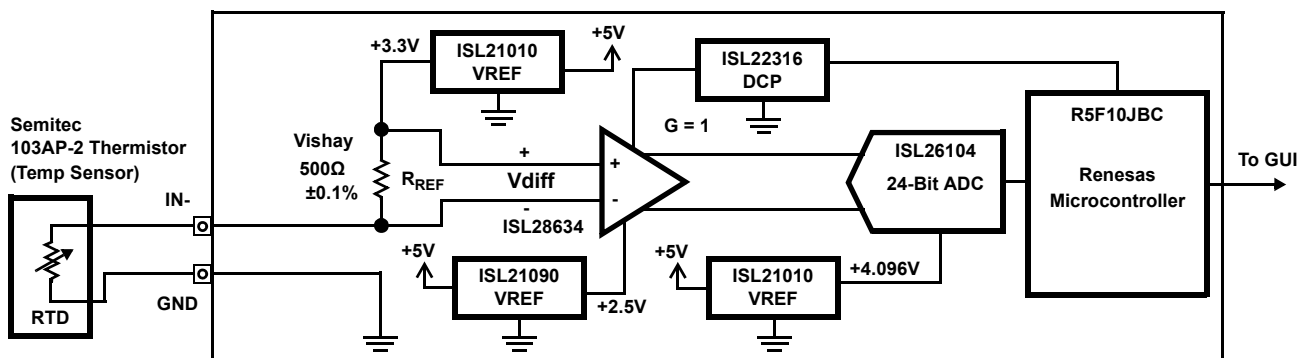 +3.3V
ISL21010
VREF
+5V
ISL22316
DCP
R5F10JBC
Renesas
Microcontroller
Semitec
103AP-2 Thermistor
(Temp Sensor)
Vishay
500Ω
±0.1%
RREF
+
Vdiff
-
+
-
G = 1
ISL28634
ISL26104
24-Bit ADC
To GUI
IN-
GND
RTD
+5V
ISL21090
VREF
+2.5V
+5V
ISL21010
VREF
+4.096V